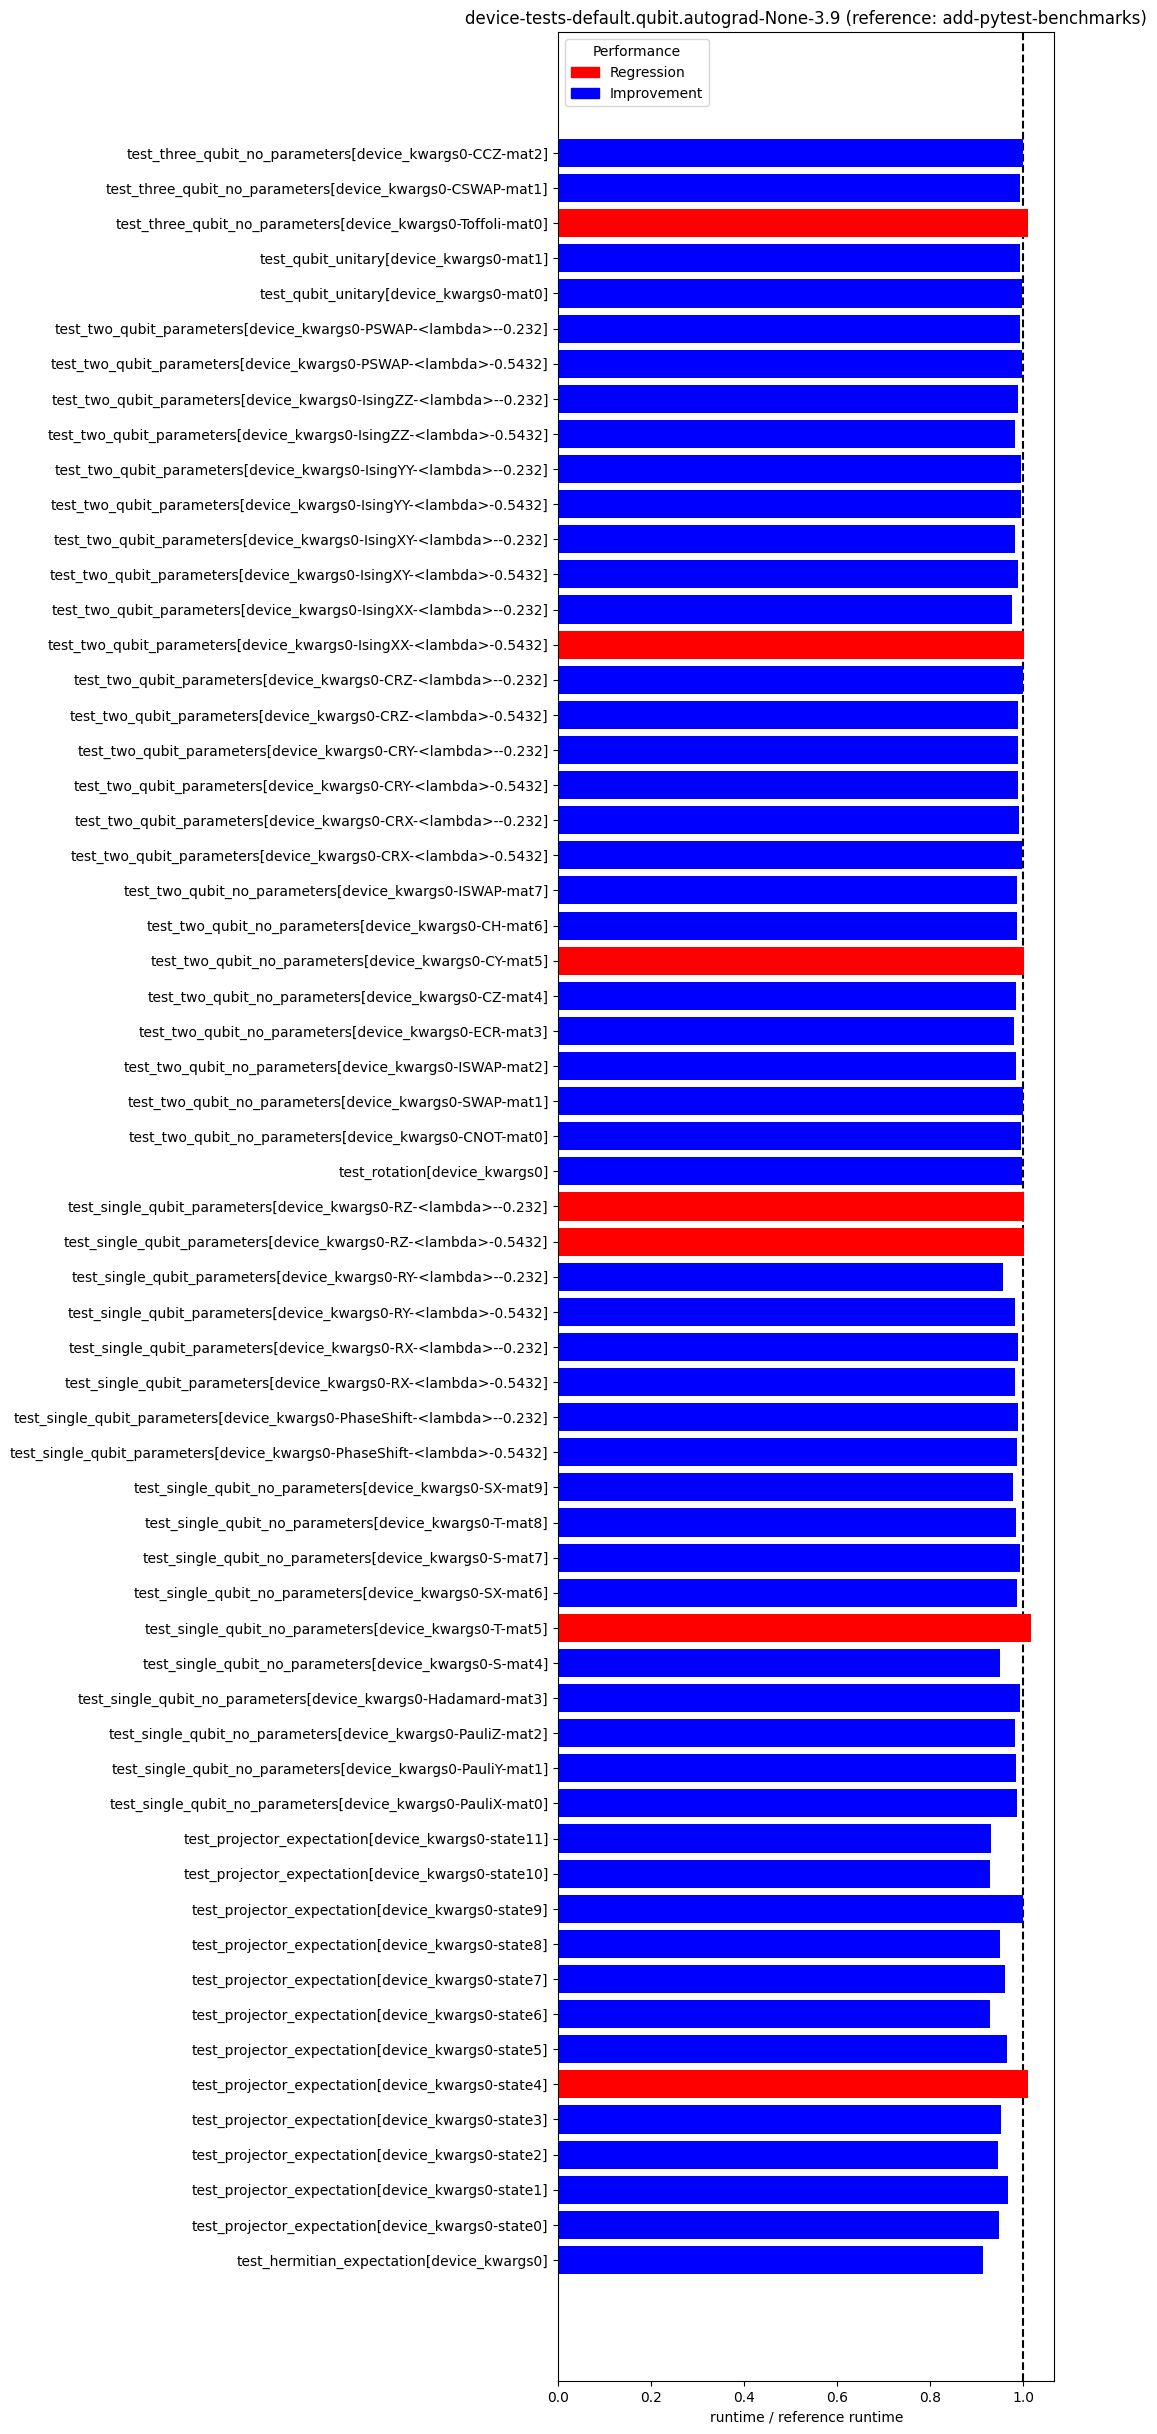 device-tests-default.qubit.autograd-None-3.9 (reference: add-pytest-benchmarks)
Performance
Regression
Improvement
test_three_qubit_no_parameters[device_kwargs0-CCZ-mat2]
test_three_qubit_no_parameters[device_kwargs0-CSWAP-mat1]
test_three_qubit_no_parameters[device_kwargs0-Toffoli-mat0]
test_qubit_unitary[device_kwargs0-mat1]
test_qubit_unitary[device_kwargs0-mat0]
test_two_qubit_parameters[device_kwargs0-PSWAP-<lambda>--0.232]
test_two_qubit_parameters[device_kwargs0-PSWAP-<lambda>-0.5432]
test_two_qubit_parameters[device_kwargs0-IsingZZ-<lambda>--0.232]
test_two_qubit_parameters[device_kwargs0-IsingZZ-<lambda>-0.5432]
test_two_qubit_parameters[device_kwargs0-IsingYY-<lambda>--0.232]
test_two_qubit_parameters[device_kwargs0-IsingYY-<lambda>-0.5432]
test_two_qubit_parameters[device_kwargs0-IsingXY-<lambda>--0.232]
test_two_qubit_parameters[device_kwargs0-IsingXY-<lambda>-0.5432]
test_two_qubit_parameters[device_kwargs0-IsingXX-<lambda>--0.232]
test_two_qubit_parameters[device_kwargs0-IsingXX-<lambda>-0.5432]
test_two_qubit_parameters[device_kwargs0-CRZ-<lambda>--0.232]
test_two_qubit_parameters[device_kwargs0-CRZ-<lambda>-0.5432]
test_two_qubit_parameters[device_kwargs0-CRY-<lambda>--0.232]
test_two_qubit_parameters[device_kwargs0-CRY-<lambda>-0.5432]
test_two_qubit_parameters[device_kwargs0-CRX-<lambda>--0.232]
test_two_qubit_parameters[device_kwargs0-CRX-<lambda>-0.5432]
test_two_qubit_no_parameters[device_kwargs0-ISWAP-mat7]
test_two_qubit_no_parameters[device_kwargs0-CH-mat6]
test_two_qubit_no_parameters[device_kwargs0-CY-mat5]
test_two_qubit_no_parameters[device_kwargs0-CZ-mat4]
test_two_qubit_no_parameters[device_kwargs0-ECR-mat3]
test_two_qubit_no_parameters[device_kwargs0-ISWAP-mat2]
test_two_qubit_no_parameters[device_kwargs0-SWAP-mat1]
test_two_qubit_no_parameters[device_kwargs0-CNOT-mat0]
test_rotation[device_kwargs0]
test_single_qubit_parameters[device_kwargs0-RZ-<lambda>--0.232]
test_single_qubit_parameters[device_kwargs0-RZ-<lambda>-0.5432]
test_single_qubit_parameters[device_kwargs0-RY-<lambda>--0.232]
test_single_qubit_parameters[device_kwargs0-RY-<lambda>-0.5432]
test_single_qubit_parameters[device_kwargs0-RX-<lambda>--0.232]
test_single_qubit_parameters[device_kwargs0-RX-<lambda>-0.5432]
test_single_qubit_parameters[device_kwargs0-PhaseShift-<lambda>--0.232]
test_single_qubit_parameters[device_kwargs0-PhaseShift-<lambda>-0.5432]
test_single_qubit_no_parameters[device_kwargs0-SX-mat9]
test_single_qubit_no_parameters[device_kwargs0-T-mat8]
test_single_qubit_no_parameters[device_kwargs0-S-mat7]
test_single_qubit_no_parameters[device_kwargs0-SX-mat6]
test_single_qubit_no_parameters[device_kwargs0-T-mat5]
test_single_qubit_no_parameters[device_kwargs0-S-mat4]
test_single_qubit_no_parameters[device_kwargs0-Hadamard-mat3]
test_single_qubit_no_parameters[device_kwargs0-PauliZ-mat2]
test_single_qubit_no_parameters[device_kwargs0-PauliY-mat1]
test_single_qubit_no_parameters[device_kwargs0-PauliX-mat0]
test_projector_expectation[device_kwargs0-state11]
test_projector_expectation[device_kwargs0-state10]
test_projector_expectation[device_kwargs0-state9]
test_projector_expectation[device_kwargs0-state8]
test_projector_expectation[device_kwargs0-state7]
test_projector_expectation[device_kwargs0-state6]
test_projector_expectation[device_kwargs0-state5]
test_projector_expectation[device_kwargs0-state4]
test_projector_expectation[device_kwargs0-state3]
test_projector_expectation[device_kwargs0-state2]
test_projector_expectation[device_kwargs0-state1]
test_projector_expectation[device_kwargs0-state0]
test_hermitian_expectation[device_kwargs0]
0.0 0.2 0.4 0.6 0.8 1.0
runtime / reference runtime